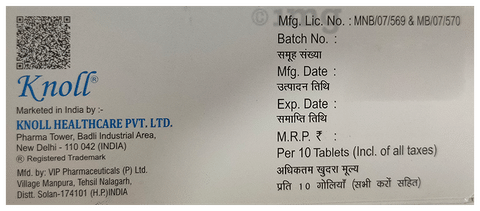 Knoll®
Marketed in India by :-
KNOLL HEALTHCARE PVT. LTD.
Pharma Tower, Badli Industrial Area,
New Delhi - 110 042 (INDIA)
® Registered Trademark
Mfd. by: VIP Pharmaceuticals (P) Ltd.
Village Manpura, Tehsil Nalagarh,
Distt. Solan-174101 (H.P)INDIA
1mg
Mfg. Lic. No. : MNB/07/569 & MB/07/570
Batch No. :
समूह संख्या
Mfg. Date :
उत्पादन तिथि
Exp. Date :
समाप्ति तिथि
M.R.P. ₹ :
Per 10 Tablets (Incl. of all taxes)
अधिकतम खुदरा मूल्य
प्रति 10 गोलियाँ (सभी करों सहित)